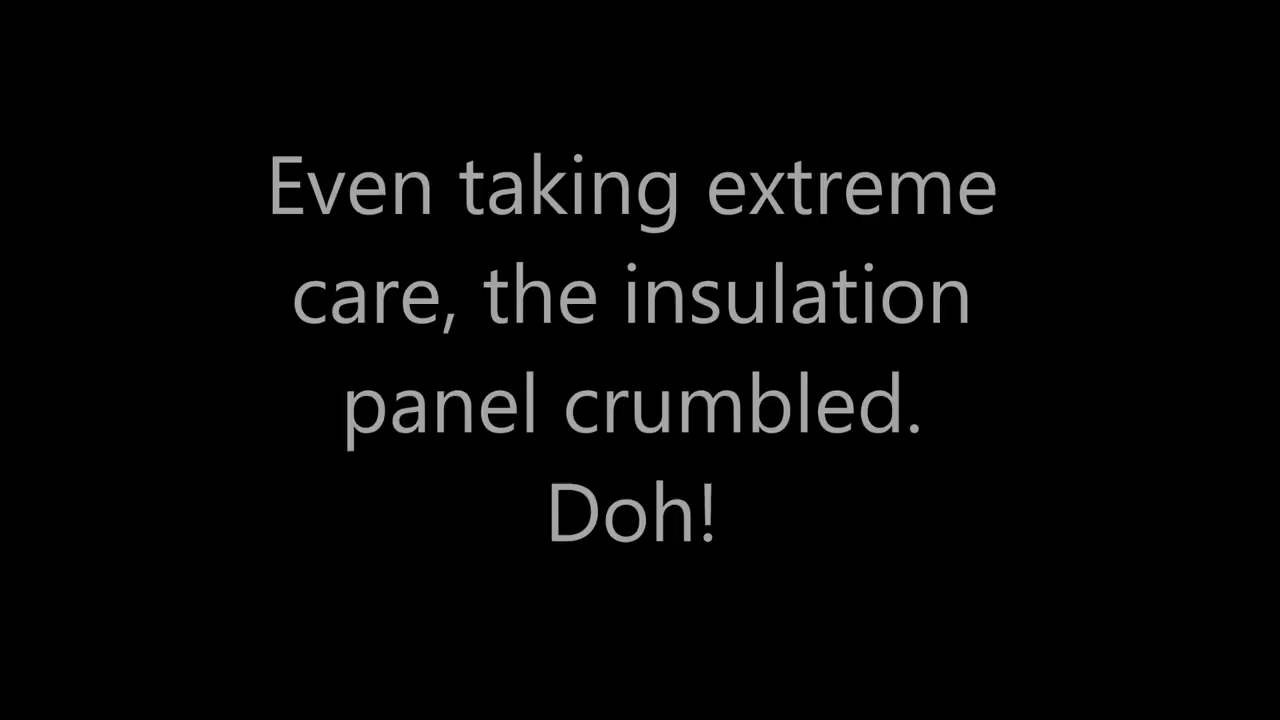 Even taking extreme
care, the insulation
panel crumbled.
Doh!